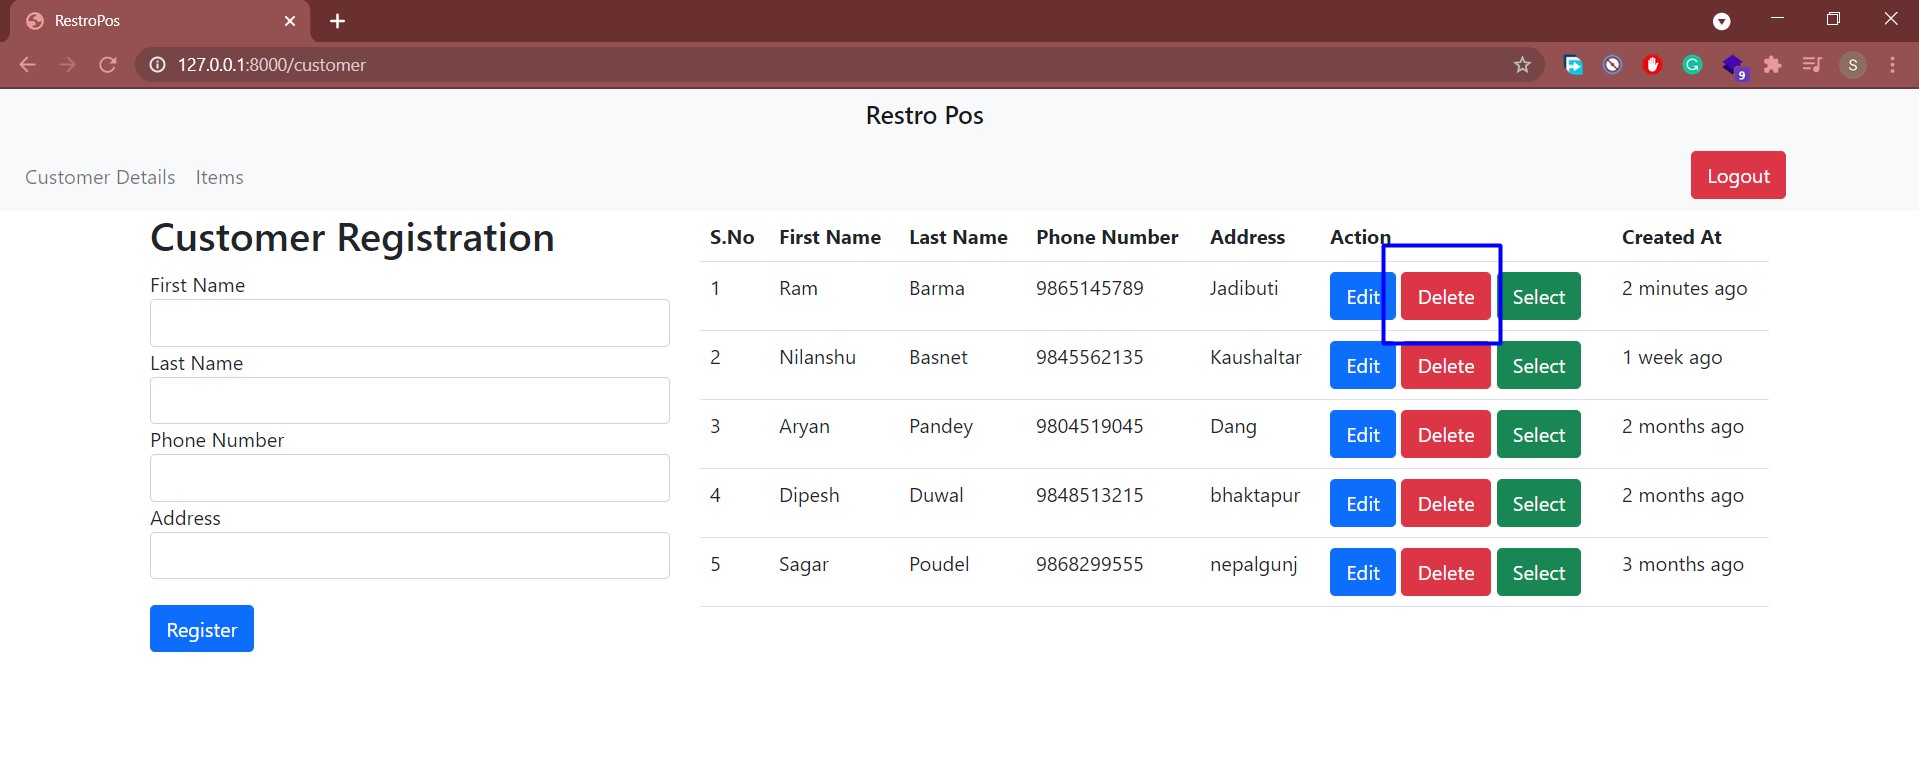 RestroPos
127.0.0.1:8000/customer
9
S
Restro Pos
Customer Details Items
Logout
Customer Registration
First Name
Last Name
Phone Number
Address
Register
S.No First Name Last Name Phone Number Address Action Created At
1 Ram Barma 9865145789 Jadibuti Edit Delete Select 2 minutes ago
2 Nilanshu Basnet 9845562135 Kaushaltar Edit Delete Select 1 week ago
3 Aryan Pandey 9804519045 Dang Edit Delete Select 2 months ago
4 Dipesh Duwal 9848513215 bhaktapur Edit Delete Select 2 months ago
5 Sagar Poudel 9868299555 nepalgunj Edit Delete Select 3 months ago